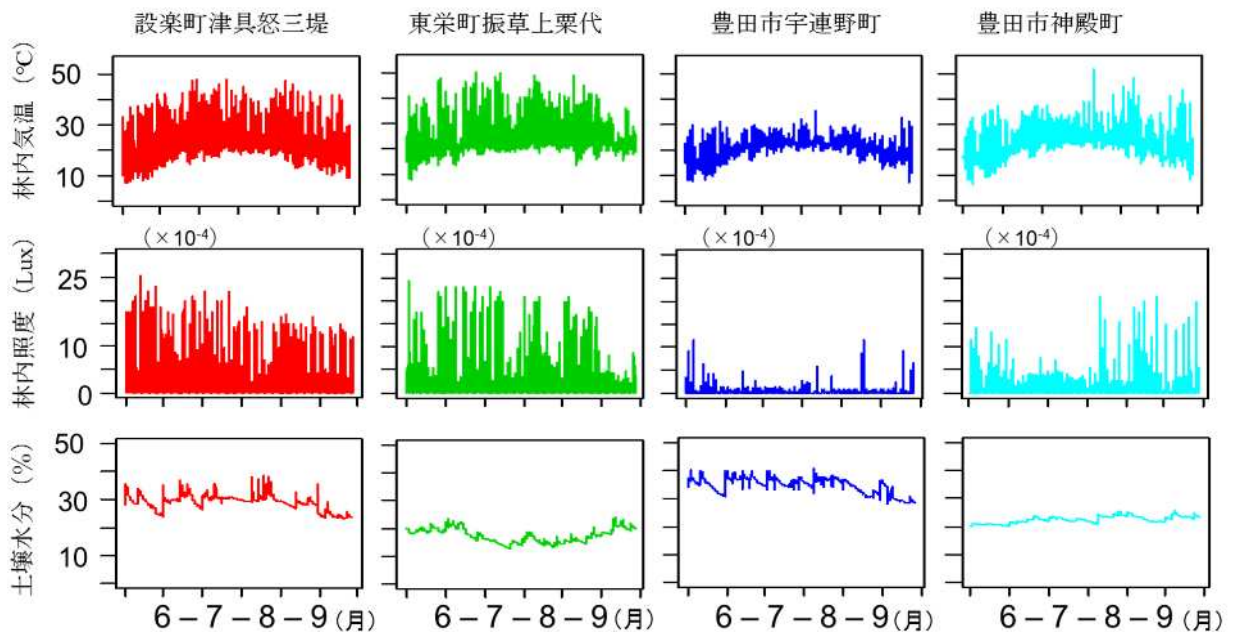 設楽町津具怒三堤 東栄町振草上栗代 豊田市宇連野町 豊田市神殿町
林内気温 (℃)
50
30
10
(×10-4) (×10-4) (×10-4) (×10-4)
林内照度 (Lux)
25
10
0
土壌水分 (%)
50
30
10
6－7－8－9(月) 6－7－8－9(月) 6－7－8－9(月) 6－7－8－9(月)